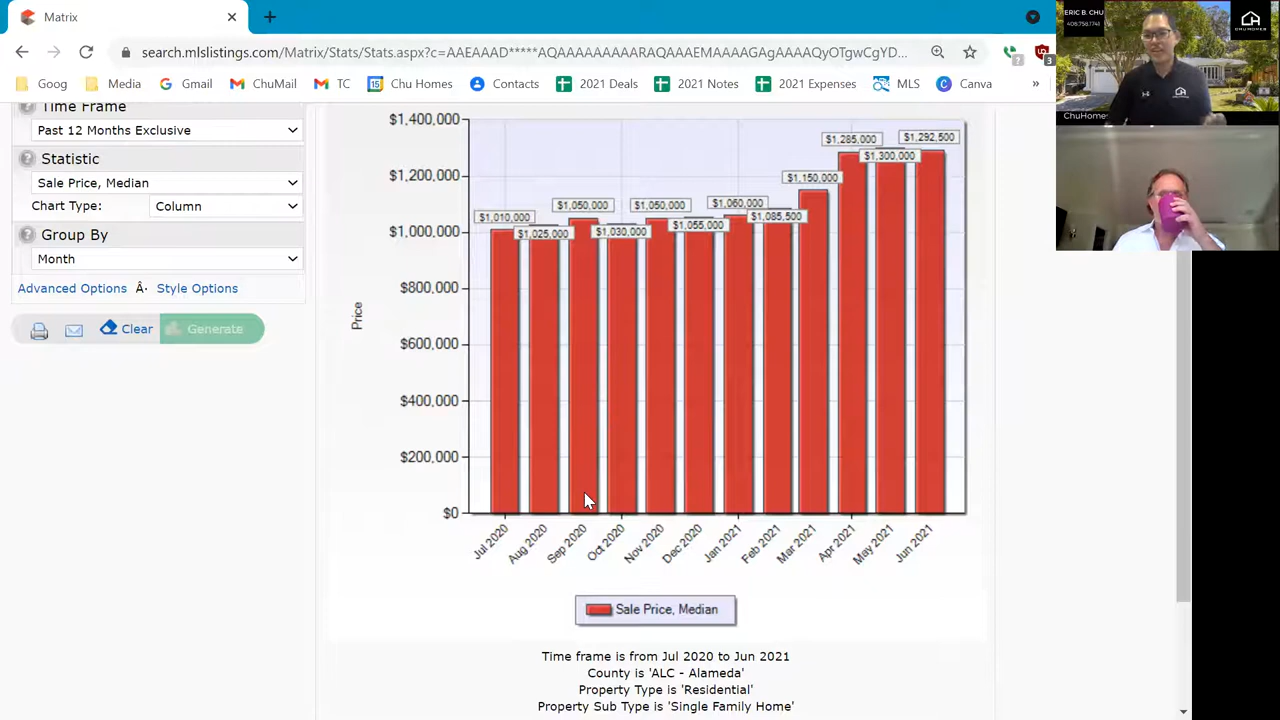 Matrix
search.mlslistings.com/Matrix/Stats/Stats.aspx?c=AAEAAAD*****AQAAAAAAAAARAQAAAEMAAAAGAgAAAAQyOTgwCgYD...
Goog
Media
Gmail
ChuMail
TC
Chu Homes
Contacts
2021 Deals
2021 Notes
2021 Expenses
MLS
Canva
»
ERIC B. CHU
408.758.1741
CHUHOMES
ChuHomes
Time Frame
Past 12 Months Exclusive
Statistic
Sale Price, Median
Chart Type: Column
Group By
Month
Advanced Options Â· Style Options
Clear Generate
$1,400,000
$1,200,000
$1,000,000
$800,000
$600,000
$400,000
$200,000
$0
Price
$1,010,000
$1,025,000
$1,050,000
$1,030,000
$1,050,000
$1,055,000
$1,060,000
$1,085,500
$1,150,000
$1,285,000
$1,300,000
$1,292,500
Jul 2020
Aug 2020
Sep 2020
Oct 2020
Nov 2020
Dec 2020
Jan 2021
Feb 2021
Mar 2021
Apr 2021
May 2021
Jun 2021
Sale Price, Median
Time frame is from Jul 2020 to Jun 2021
County is 'ALC - Alameda'
Property Type is 'Residential'
Property Sub Type is 'Single Family Home'